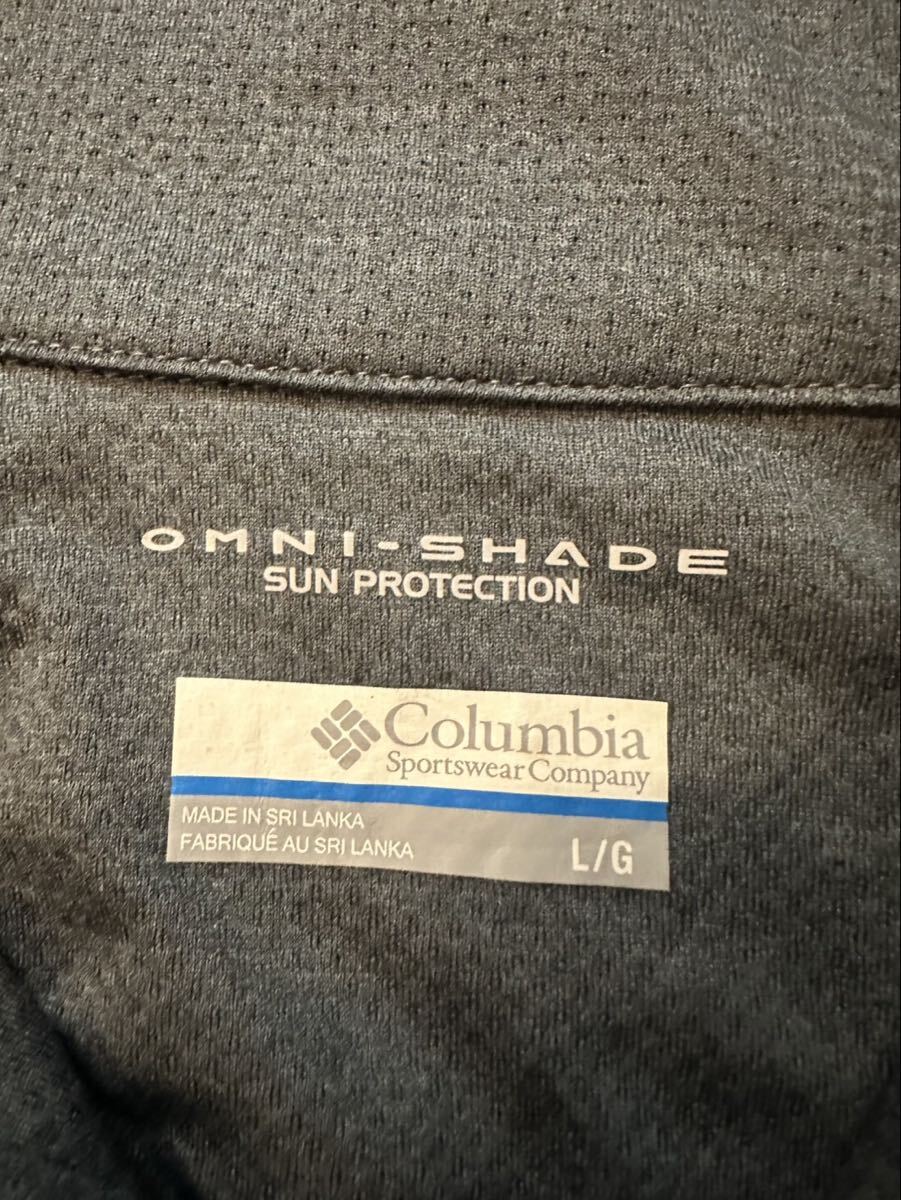 OMNI-SHADE
SUN PROTECTION
Columbia
Sportswear Company
MADE IN SRI LANKA
FABRIQUÉ AU SRI LANKA
L/G